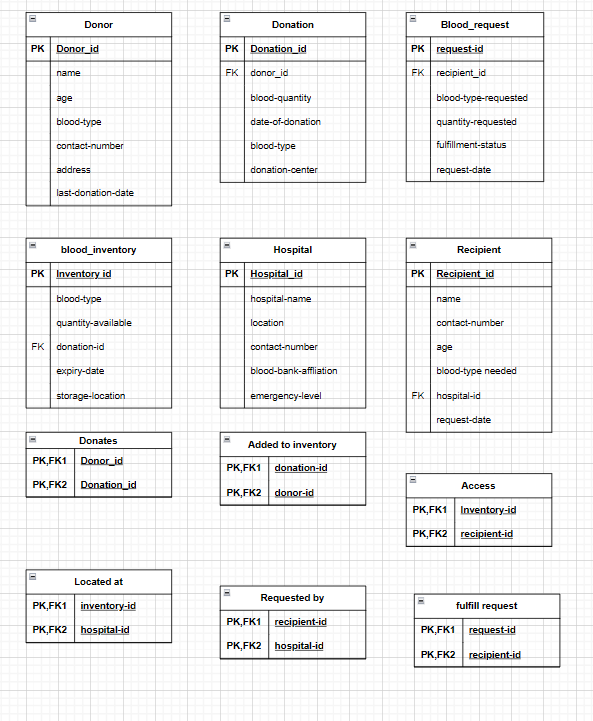 Donor
PK Donor_id
name
age
blood-type
contact-number
address
last-donation-date
Donation
PK Donation_id
FK donor_id
blood-quantity
date-of-donation
blood-type
donation-center
Blood_request
PK request-id
FK recipient_id
blood-type-requested
quantity-requested
fulfillment-status
request-date
blood_inventory
PK Inventory id
blood-type
quantity-available
FK donation-id
expiry-date
storage-location
Hospital
PK Hospital_id
hospital-name
location
contact-number
blood-bank-affliation
emergency-level
Recipient
PK Recipient_id
name
contact-number
age
blood-type needed
FK hospital-id
request-date
Donates
PK,FK1 Donor_id
PK,FK2 Donation_id
Added to inventory
PK,FK1 donation-id
PK,FK2 donor-id
Access
PK,FK1 Inventory-id
PK,FK2 recipient-id
Located at
PK,FK1 inventory-id
PK,FK2 hospital-id
Requested by
PK,FK1 recipient-id
PK,FK2 hospital-id
fulfill request
PK,FK1 request-id
PK,FK2 recipient-id